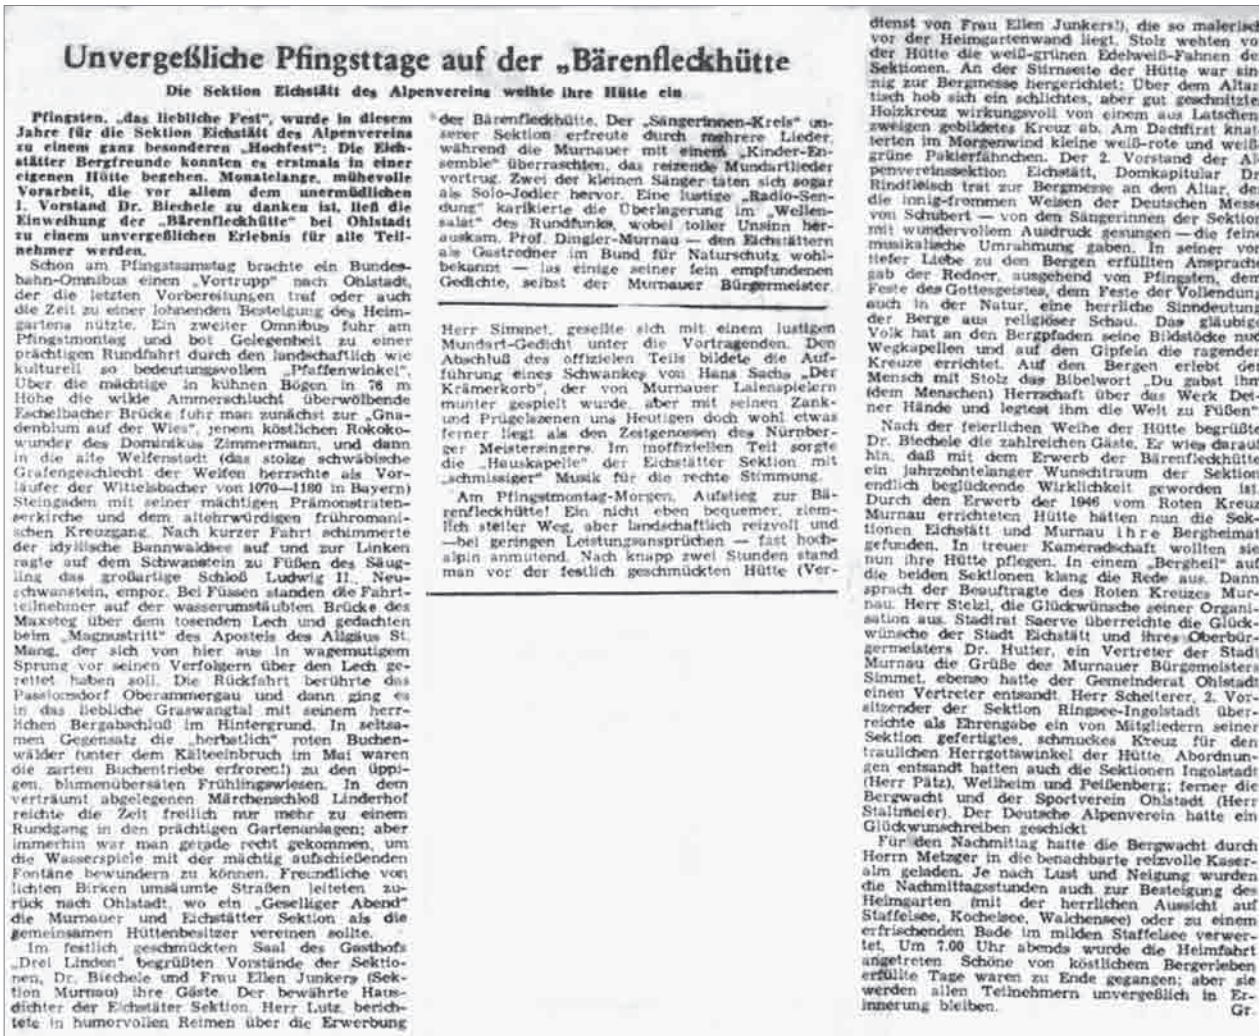 Unvergeßliche Pfingsttage auf der „Bärenfleckhütte
Die Sektion Eichstätt des Alpenvereins weihte ihre Hütte ein
Pfingsten, „das liebliche Fest“, wurde in diesem
Jahre für die Sektion Eichstätt des Alpenvereins
zu einem ganz besonderen „Hochfest“: Die Eich-
stätter Bergfreunde konnten es erstmals in einer
eigenen Hütte begehen. Monatelange, mühevolle
Vorarbeit, die vor allem dem unermüdlichen
1. Vorstand Dr. Biechele zu danken ist, ließ die
Einweihung der „Bärenfleckhütte“ bei Ohlstadt
zu einem unvergeßlichen Erlebnis für alle Teil-
nehmer werden.
Schon am Pfingstsamstag brachte ein Bundes-
bahn-Omnibus einen „Vortrupp“ nach Ohlstadt,
der die letzten Vorbereitungen traf oder auch
die Zeit zu einer lohnenden Besteigung des Heim-
gartens nützte. Ein zweiter Omnibus fuhr am
Pfingstmontag und bot Gelegenheit zu einer
prächtigen Rundfahrt durch den landschaftlich wie
kulturell so bedeutungsvollen „Pfaffenwinkel“.
Über die mächtige in kühnen Bögen in 76 m
Höhe die wilde Ammerschlucht überwölbende
Eschelbacher Brücke fuhr man zunächst zur „Gna-
denblum auf der Wies“, jenem köstlichen Rokoko-
wunder des Dominikus Zimmermann, und dann
in die alte Welfenstadt (das stolze schwäbische
Grafengeschlecht der Welfen herrschte als Vor-
läufer der Wittelsbacher von 1070—1180 in Bayern)
Steingaden mit seiner mächtigen Prämonstraten-
serkirche und dem altehrwürdigen frühromani-
schen Kreuzgang. Nach kurzer Fahrt schimmerte
der idyllische Bannwaldsee auf und zur Linken
ragte auf dem Schwanstein zu Füßen des Säug-
ling das großartige Schloß Ludwig II., Neu-
schwanstein, empor. Bei Füssen standen die Fahrt-
teilnehmer auf der wasserumstäubten Brücke des
Maxsteg über dem tosenden Lech und gedachten
beim „Magnustritt“ des Apostels des Allgäus St.
Mang, der sich von hier aus in wagemutigem
Sprung vor seinen Verfolgern über den Lech ge-
rettet haben soll. Die Rückfahrt berührte das
Passionsdorf Oberammergau und dann ging es
in das liebliche Graswangtal mit seinem herr-
lichen Bergabschluß im Hintergrund. In seltsa-
men Gegensatz die „herbstlich“ roten Buchen-
wälder (unter dem Kälteeinbruch im Mai waren
die zarten Buchentriebe erfroren!) zu den üppi-
gen, blumenübersäten Frühlingswiesen. In dem
verträumt abgelegenen Märchenschloß Linderhof
reichte die Zeit freilich nur mehr zu einem
Rundgang in den prächtigen Gartenanlagen; aber
immerhin war man gerade recht gekommen, um
die Wasserspiele mit der mächtig aufschießenden
Fontäne bewundern zu können. Freundliche von
lichten Birken umsäumte Straßen leiteten zu-
rück nach Ohlstadt, wo ein „Geselliger Abend“
die Murnauer und Eichstätter Sektion als die
gemeinsamen Hüttenbesitzer vereinen sollte.
Im festlich geschmückten Saal des Gasthofs
„Drei Linden“ begrüßten Vorstände der Sektio-
nen, Dr. Biechele und Frau Ellen Junkers (Sek-
tion Murnau) ihre Gäste. Der bewährte Haus-
dichter der Eichstäter Sektion, Herr Lutz, berich-
tete in humorvollen Reimen über die Erwerbung
der Bärenfleckhütte. Der „Sängerinnen-Kreis“ un-
serer Sektion erfreute durch mehrere Lieder,
während die Murnauer mit einem „Kinder-En-
semble“ überraschten, das reizende Mundartlieder
vortrug. Zwei der kleinen Sänger taten sich sogar
als Solo-Jodler hervor. Eine lustige „Radio-Sen-
dung“ karikierte die Überlagerung im „Wellen-
salat“ des Rundfunks, wobei toller Unsinn her-
auskam. Prof. Dingler-Murnau — den Eichstättern
als Gastredner im Bund für Naturschutz wohl-
bekannt — las einige seiner fein empfundenen
Gedichte, selbst der Murnauer Bürgermeister,
Herr Simmet, gesellte sich mit einem lustigen
Mundart-Gedicht unter die Vortragenden. Den
Abschluß des offiziellen Teils bildete die Auf-
führung eines Schwankes von Hans Sachs „Der
Krämerkorb“, der von Murnauer Laienspielern
munter gespielt wurde, aber mit seinen Zank-
und Prügelszenen uns Heutigen doch wohl etwas
ferner liegt als den Zeitgenossen des Nürnber-
ger Meistersingers. Im inoffiziellen Teil sorgte
die „Hauskapelle“ der Eichstätter Sektion mit
„schmissiger“ Musik für die rechte Stimmung.
Am Pfingstmontag-Morgen, Aufstieg zur Bä-
renfleckhütte! Ein nicht eben bequemer, ziem-
lich steiler Weg, aber landschaftlich reizvoll und
—bei geringen Leistungsansprüchen — fast hoch-
alpin anmutend. Nach knapp zwei Stunden stand
man vor der festlich geschmückten Hütte (Ver-
dienst von Frau Ellen Junkers!), die so malerisch
vor der Heimgartenwand liegt. Stolz wehten vo
der Hütte die weiß-grünen Edelweiß-Fahnen de
Sektionen. An der Stirnseite der Hütte war sin
nig zur Bergmesse hergerichtet: Über dem Altar
tisch hob sich ein schlichtes, aber gut geschnitzte
Holzkreuz wirkungsvoll von einem aus Latschen
zweigen gebildetes Kreuz ab. Am Dachfirst knat
terten im Morgenwind kleine weiß-rote und weiß
grüne Papierfähnchen. Der 2. Vorstand der Al
penvereinssektion Eichstätt, Domkapitular Dr
Rindfleisch trat zur Bergmesse an den Altar, de
die innig-frommen Weisen der Deutschen Messe
von Schubert — von den Sängerinnen der Sektion
mit wundervollem Ausdruck gesungen — die feine
musikalische Umrahmung gaben. In seiner von
tiefer Liebe zu den Bergen erfüllten Ansprache
gab der Redner, ausgehend von Pfingsten, dem
Feste des Gottesgeistes, dem Feste der Vollendun
auch in der Natur, eine herrliche Sinndeutung
der Berge aus religiöser Schau. Das gläubige
Volk hat an den Bergpfaden seine Bildstöcke und
Wegkapellen und auf den Gipfeln die ragenden
Kreuze errichtet. Auf den Bergen erlebt der
Mensch mit Stolz das Bibelwort „Du gabst ihm
(dem Menschen) Herrschaft über das Werk Dei-
ner Hände und legtest ihm die Welt zu Füßen“
Nach der feierlichen Weihe der Hütte begrüßte
Dr. Biechele die zahlreichen Gäste. Er wies darauf
hin, daß mit dem Erwerb der Bärenfleckhütte
ein jahrzehntelanger Wunschtraum der Sektion
endlich beglückende Wirklichkeit geworden ist.
Durch den Erwerb der 1946 vom Roten Kreuz
Murnau errichteten Hütte hätten nun die Sek-
tionen Eichstätt und Murnau ihre Bergheimat
gefunden. In treuer Kameradschaft wollten sie
nun ihre Hütte pflegen. In einem „Bergheil“ auf
die beiden Sektionen klang die Rede aus. Dann
sprach der Beauftragte des Roten Kreuzes Mur-
nau, Herr Stelzl, die Glückwünsche seiner Organi-
sation aus. Stadtrat Saerve überreichte die Glück-
wünsche der Stadt Eichstätt und ihres Oberbür-
germeisters Dr. Hutter, ein Vertreter der Stadt
Murnau die Grüße des Murnauer Bürgemeisters
Simmet, ebenso hatte der Gemeinderat Ohlstadt
einen Vertreter entsandt. Herr Scheiterer, 2. Vor-
sitzender der Sektion Ringsee-Ingolstadt über-
reichte als Ehrengabe ein von Mitgliedern seiner
Sektion gefertigtes, schmuckes Kreuz für den
traulichen Herrgottswinkel der Hütte. Abordnun-
gen entsandt hatten auch die Sektionen Ingolstadt
(Herr Pätz), Weilheim und Peißenberg; ferner die
Bergwacht und der Sportverein Ohlstadt (Herr
Staltmeier). Der Deutsche Alpenverein hatte ein
Glückwunschreiben geschickt
Für den Nachmittag hatte die Bergwacht durch
Herrn Metzger in die benachbarte reizvolle Kaser-
alm geladen. Je nach Lust und Neigung wurden
die Nachmittagsstunden auch zur Besteigung des
Heimgarten (mit der herrlichen Aussicht auf
Staffelsee, Kochelsee, Walchensee) oder zu einem
erfrischenden Bade im milden Staffelsee verwer-
tet. Um 7.00 Uhr abends wurde die Heimfahrt
angetreten Schöne von köstlichem Bergerleben
erfüllte Tage waren zu Ende gegangen; aber sie
werden allen Teilnehmern unvergeßlich in Er-
innerung bleiben. Gr.